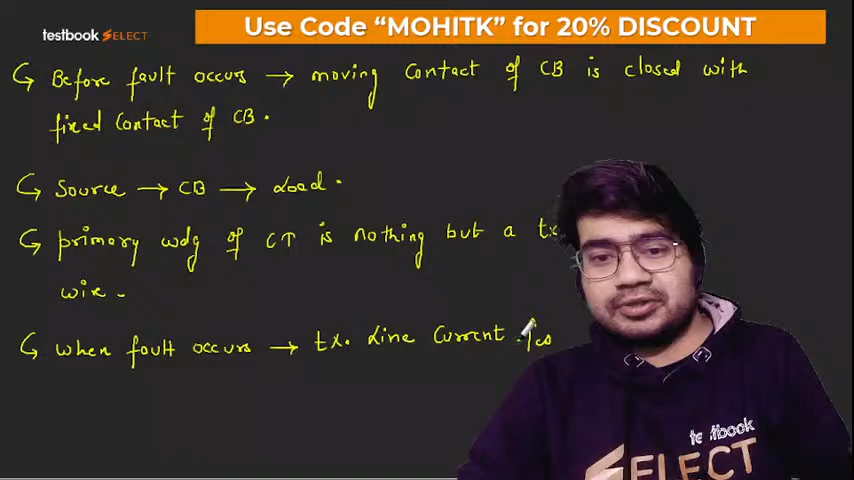 testbook SELECT
Use Code “MOHITK” for 20% DISCOUNT
↪ Before fault occurs → moving Contact of CB is closed with
fixed Contact of CB.
↪ Source → CB → Load.
↪ primary wdg of CT is nothing but a tx
wire.
↪ when fault occurs → tx. Line Current ↑es
testbook
SELECT